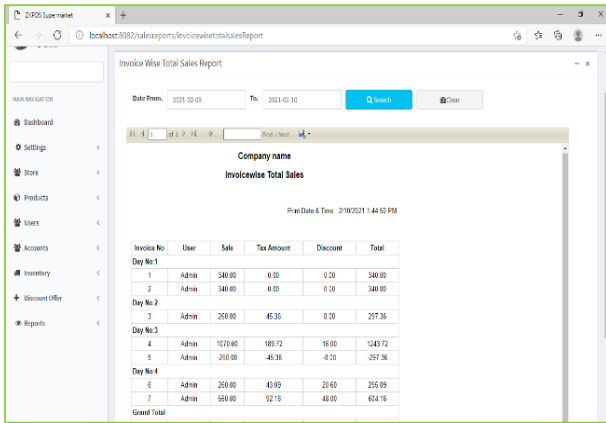 ZKPOS Supermarket
localhost:8082/salesreports/invoicewisetotalsalesReport
Invoice Wise Total Sales Report
Date From. 2021-02-09 To. 2021-02-10 Search Clear
MAIN NAVIGATION
Dashboard
Settings
Store
Products
Users
Accounts
Inventory
Discount Offer
Reports
1 of 1 Find | Next
Company name
Invoicewise Total Sales
Print Date & Time : 2/10/2021 1:44:50 PM
Invoice No User Sale Tax Amount Discount Total
Day No:1
1 Admin 340.00 0.00 0.00 340.00
2 Admin 340.00 0.00 0.00 340.00
Day No:2
3 Admin 260.00 45.36 8.00 297.36
Day No:3
4 Admin 1070.00 189.72 16.00 1243.72
5 Admin -260.00 -45.36 -8.00 -297.36
Day No:4
6 Admin 260.00 43.09 20.60
7 Admin 560.00 92.16 48.00 604.16
Grand Total